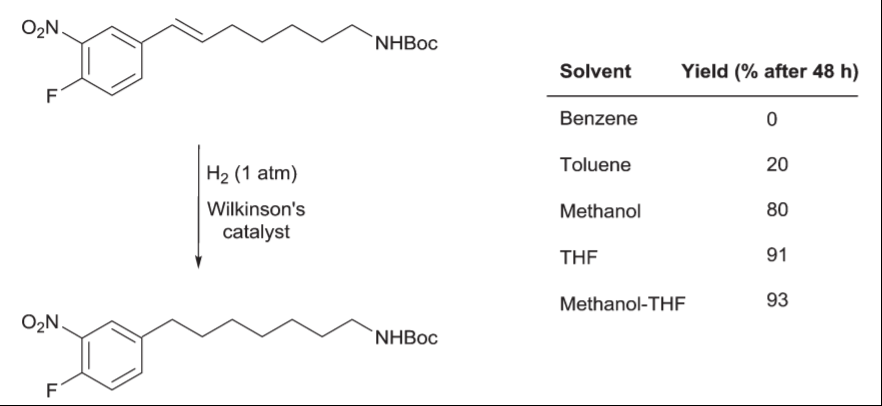 O2N
NHBoc
F
H2 (1 atm)
Wilkinson's
catalyst
O2N
NHBoc
F
Solvent Yield (% after 48 h)
Benzene 0
Toluene 20
Methanol 80
THF 91
Methanol-THF 93